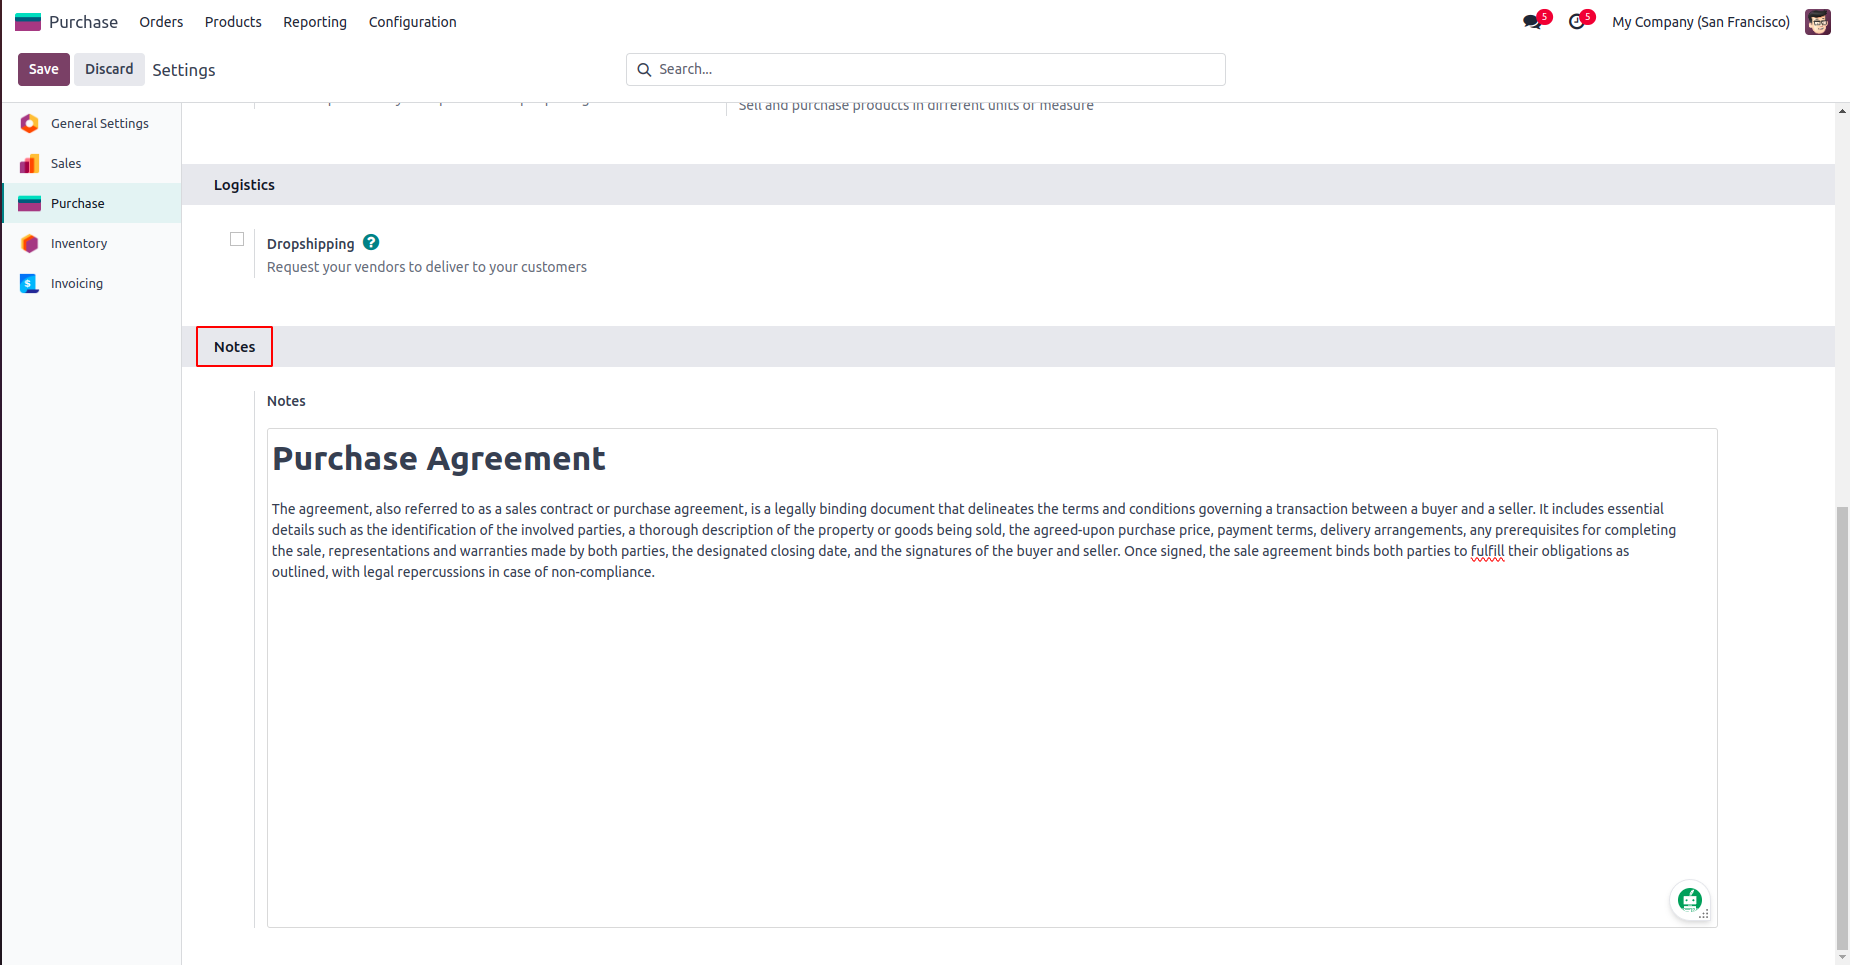 Purchase Orders Products Reporting Configuration 5 5 My Company (San Francisco)
Save Discard Settings Search...
Sell and purchase products in different units of measure
General Settings
Sales
Logistics
Purchase
Dropshipping ?
Inventory
Request your vendors to deliver to your customers
Invoicing
Notes
Notes
Purchase Agreement
The agreement, also referred to as a sales contract or purchase agreement, is a legally binding document that delineates the terms and conditions governing a transaction between a buyer and a seller. It includes essential
details such as the identification of the involved parties, a thorough description of the property or goods being sold, the agreed-upon purchase price, payment terms, delivery arrangements, any prerequisites for completing
the sale, representations and warranties made by both parties, the designated closing date, and the signatures of the buyer and seller. Once signed, the sale agreement binds both parties to fulfill their obligations as
outlined, with legal repercussions in case of non-compliance.